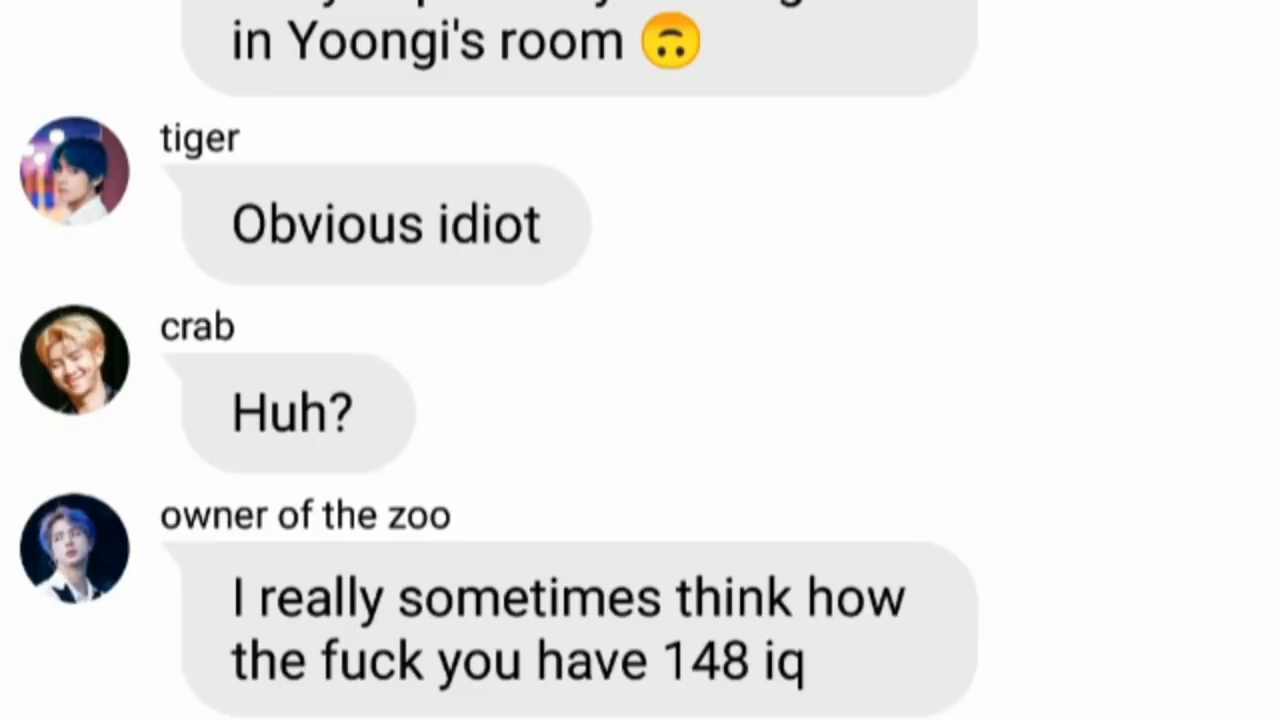 in Yoongi's room 🙃
tiger
Obvious idiot
crab
Huh?
owner of the zoo
I really sometimes think how
the fuck you have 148 iq